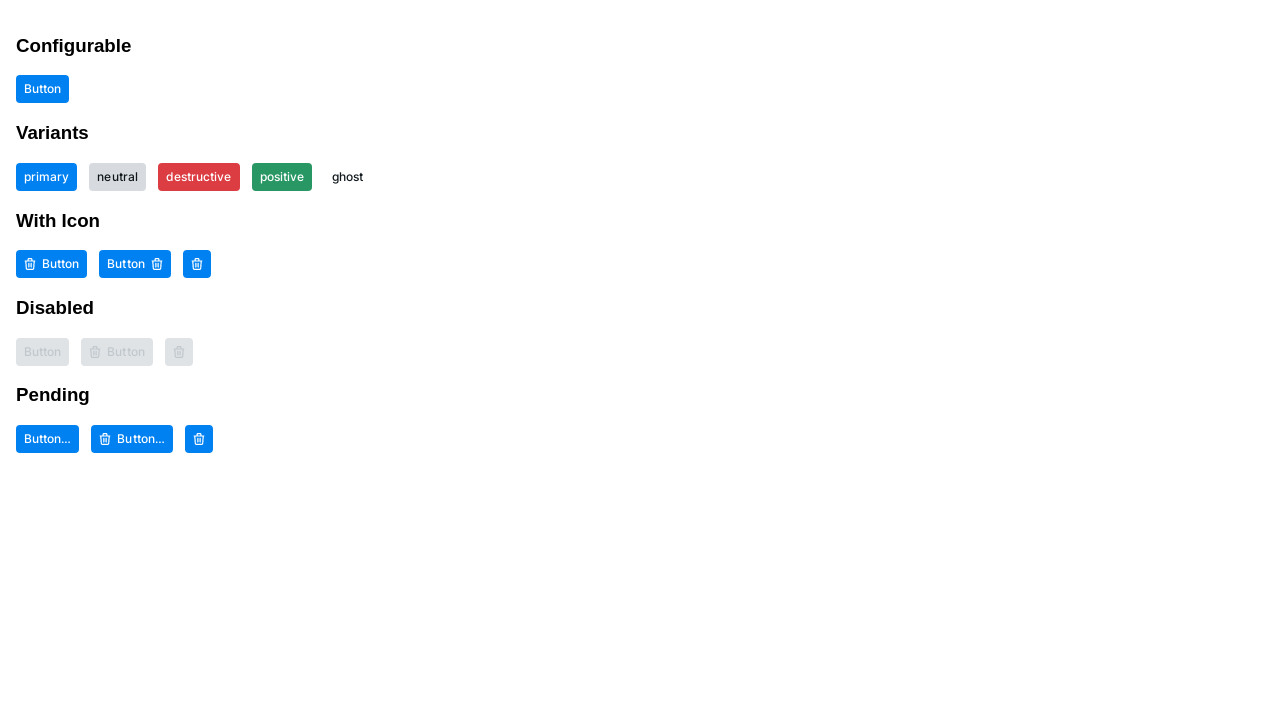 Configurable
Button
Variants
primary neutral destructive positive ghost
With Icon
Button Button
Disabled
Button Button
Pending
Button... Button...